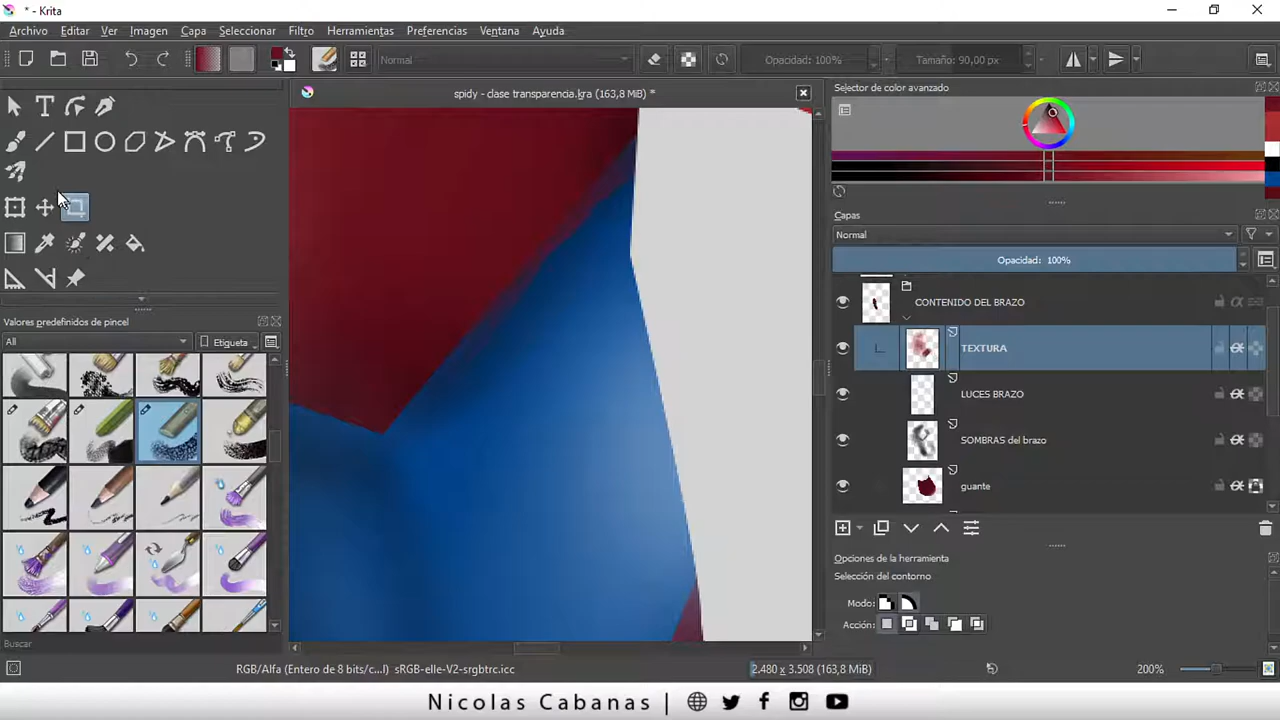 * - Krita
Archivo Editar Ver Imagen Capa Seleccionar Filtro Herramientas Preferencias Ventana Ayuda
Normal Opacidad: 100% Tamaño: 90,00 px
spidy - clase transparencia.kra (163,8 MiB) *
Selector de color avanzado
Capas
Normal
Opacidad: 100%
CONTENIDO DEL BRAZO
TEXTURA
LUCES BRAZO
SOMBRAS del brazo
guante
Valores predefinidos de pincel
All Etiqueta
Opciones de la herramienta
Selección del contorno
Modo:
Acción:
Buscar
RGB/Alfa (Entero de 8 bits/c...l) sRGB-elle-V2-srgbtrc.icc 2.480 x 3.508 (163,8 MiB) 200%
Nicolas Cabanas |